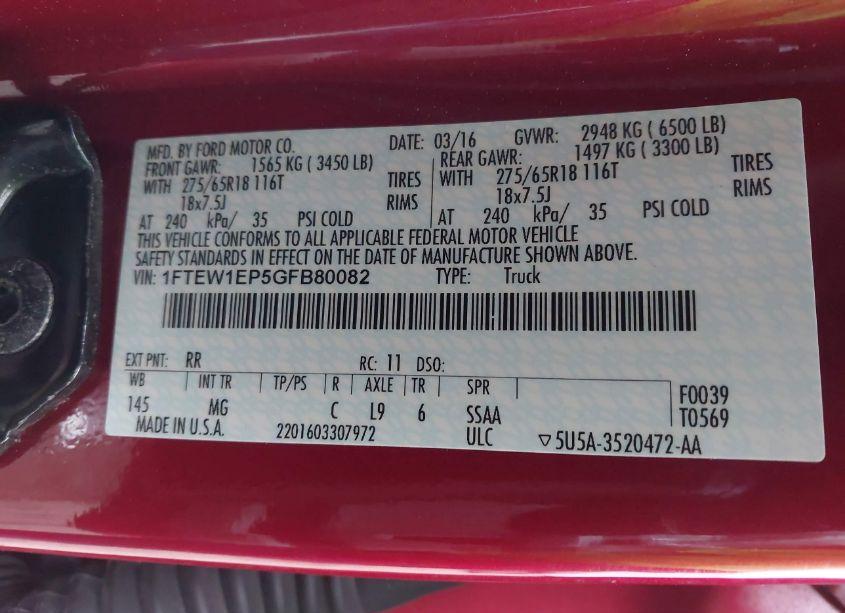 MFD. BY FORD MOTOR CO. DATE: 03/16 GVWR: 2948 KG ( 6500 LB)
FRONT GAWR: 1565 KG ( 3450 LB) REAR GAWR: 1497 KG ( 3300 LB)
WITH 275/65R18 116T TIRES WITH 275/65R18 116T TIRES
18x7.5J RIMS 18x7.5J RIMS
AT 240 kPa/ 35 PSI COLD AT 240 kPa/ 35 PSI COLD
THIS VEHICLE CONFORMS TO ALL APPLICABLE FEDERAL MOTOR VEHICLE
SAFETY STANDARDS IN EFFECT ON THE DATE OF MANUFACTURE SHOWN ABOVE.
VIN: 1FTEW1EP5GFB80082 TYPE: Truck
EXT PNT: RR RC: 11 DSO:
WB INT TR TP/PS R AXLE TR SPR
145 MG C L9 6 SSAA F0039
MADE IN U.S.A. 2201603307972 ULC T0569
▽5U5A-3520472-AA